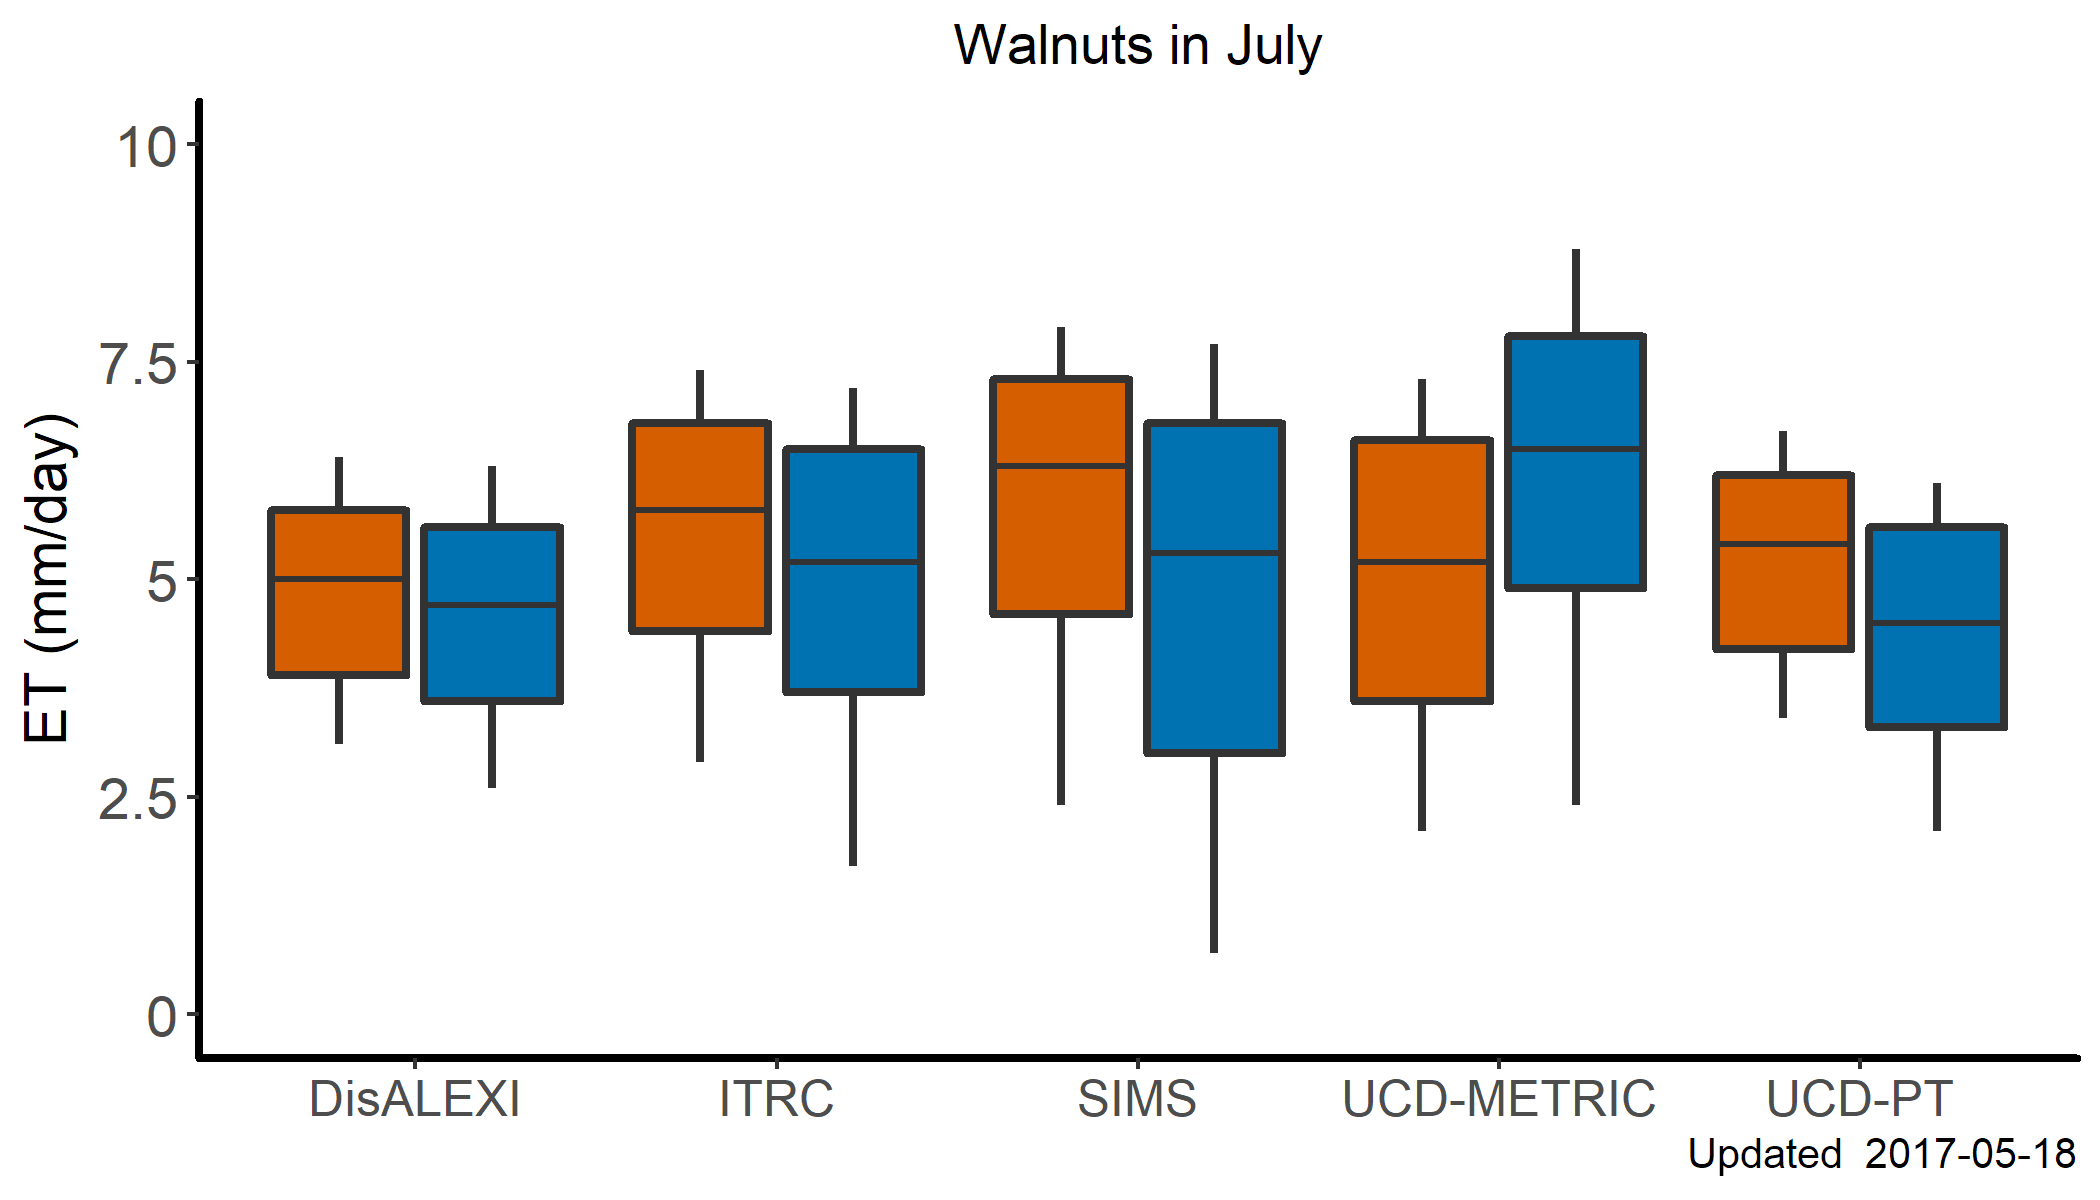 Walnuts in July
ET (mm/day)
10
7.5
5
2.5
0
DisALEXI ITRC SIMS UCD-METRIC UCD-PT
Updated  2017-05-18